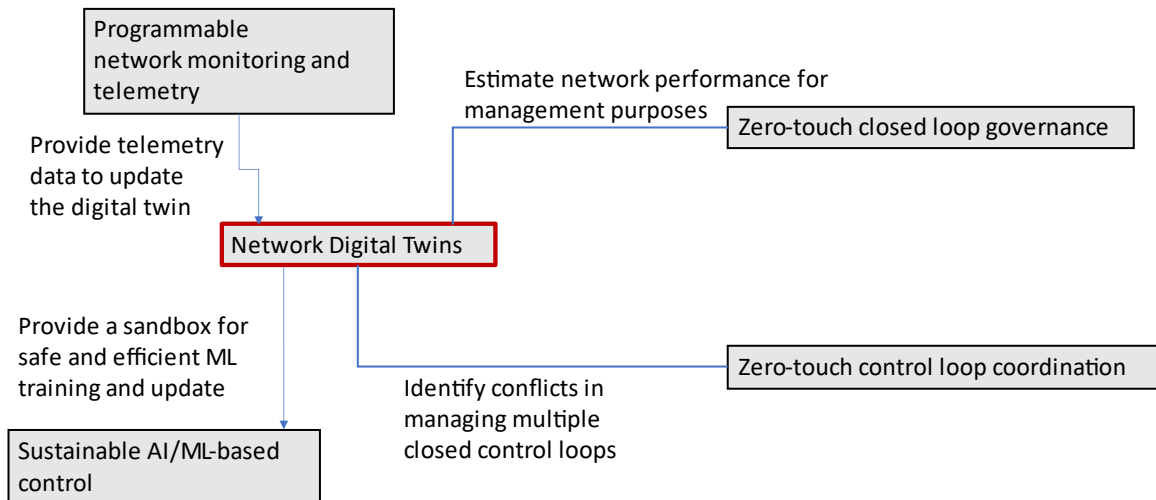 Programmable
network monitoring and
telemetry
Estimate network performance for
management purposes
Zero-touch closed loop governance
Provide telemetry
data to update
the digital twin
Network Digital Twins
Provide a sandbox for
safe and efficient ML
training and update
Zero-touch control loop coordination
Identify conflicts in
managing multiple
closed control loops
Sustainable AI/ML-based
control